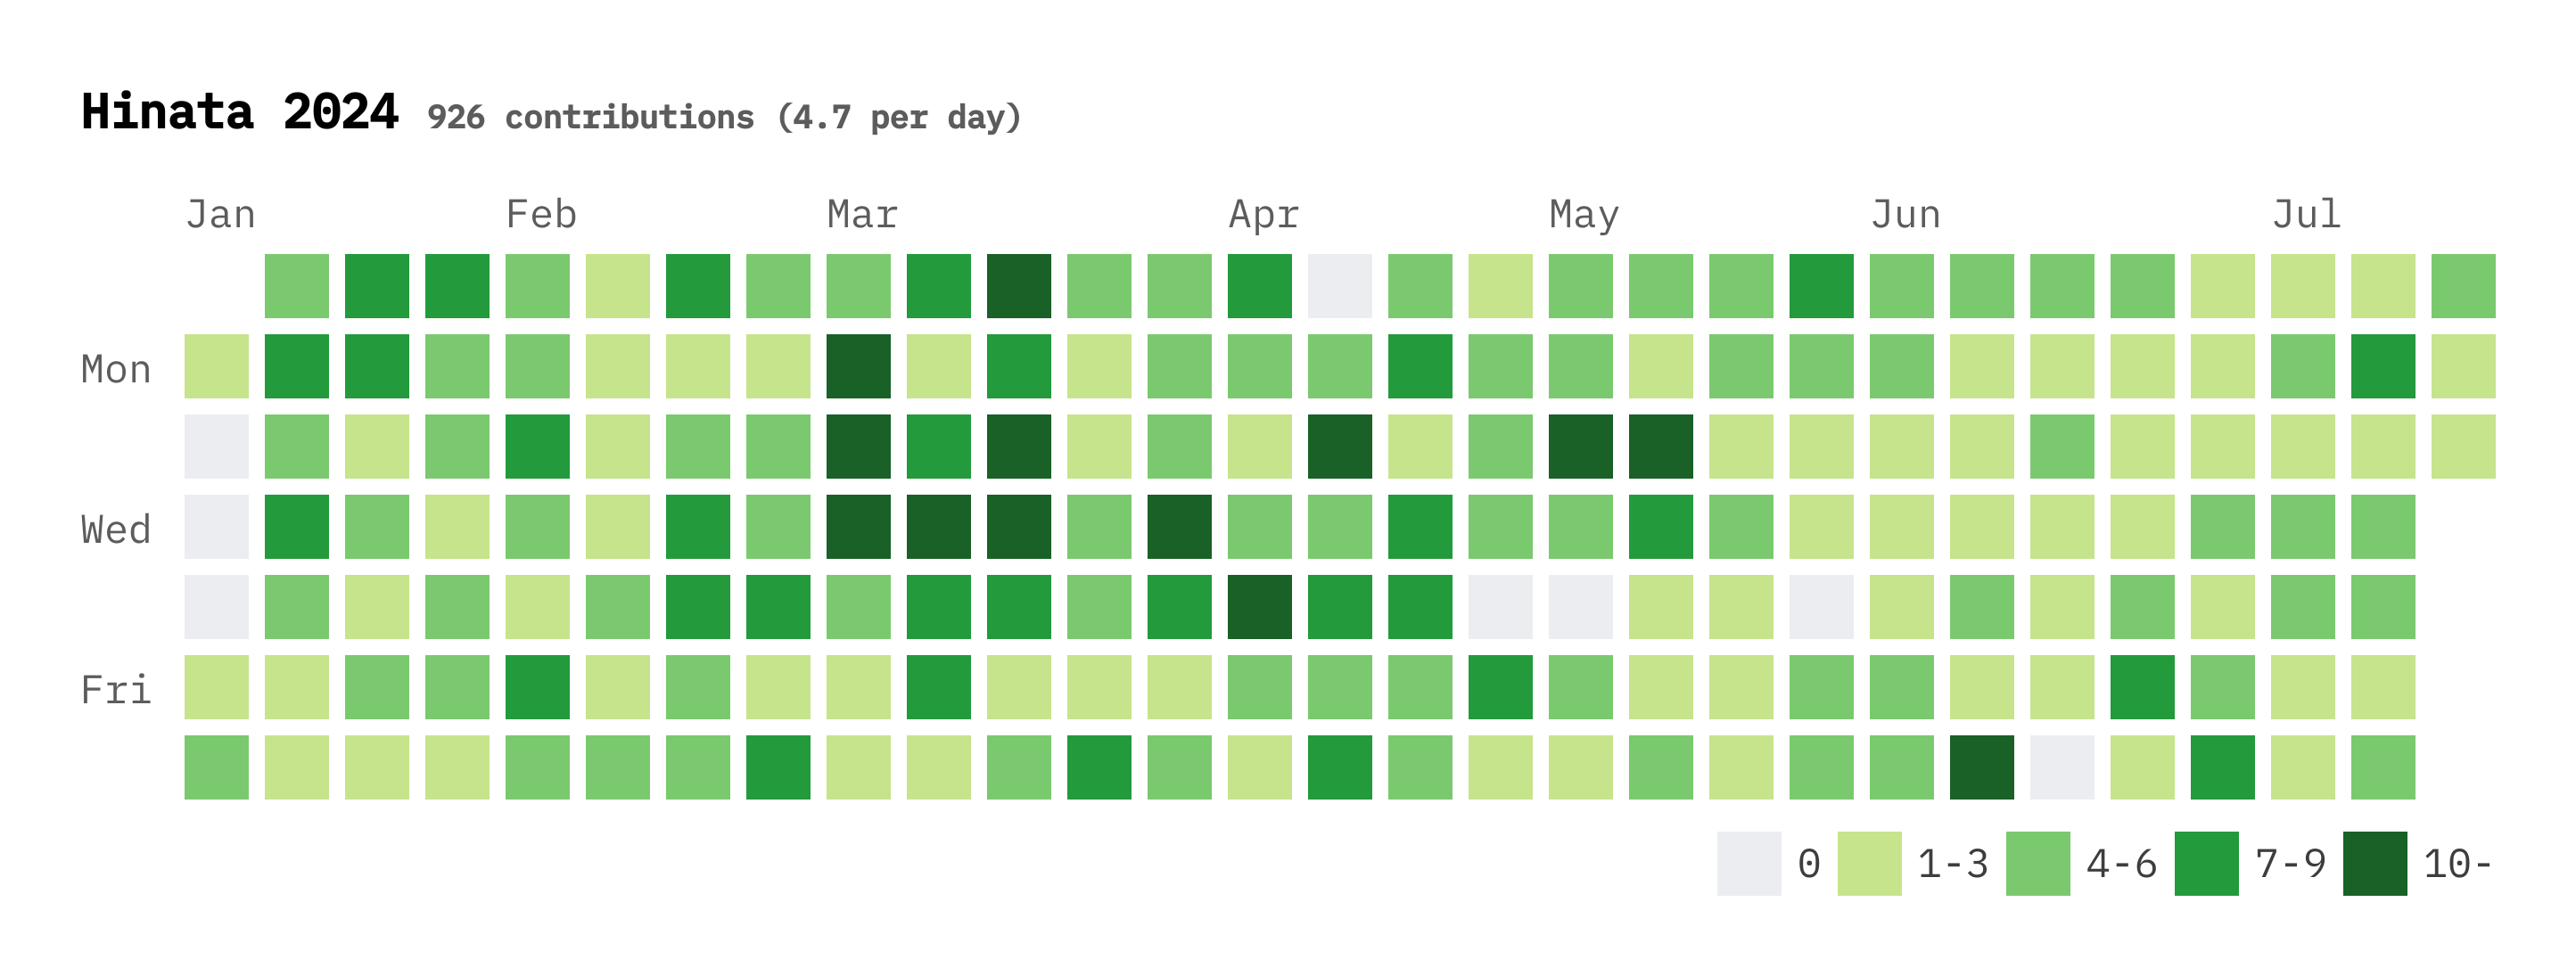 Hinata 2024 926 contributions (4.7 per day)
Jan Feb Mar Apr May Jun Jul
Mon
Wed
Fri
0 1-3 4-6 7-9 10-